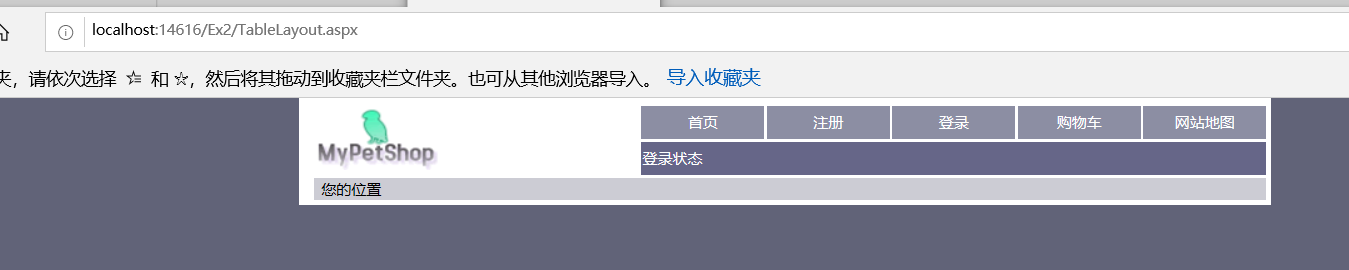 localhost:14616/Ex2/TableLayout.aspx
夹，请依次选择 和 ，然后将其拖动到收藏夹栏文件夹。也可从其他浏览器导入。 导入收藏夹
MyPetShop
首页 注册 登录 购物车 网站地图
登录状态
您的位置